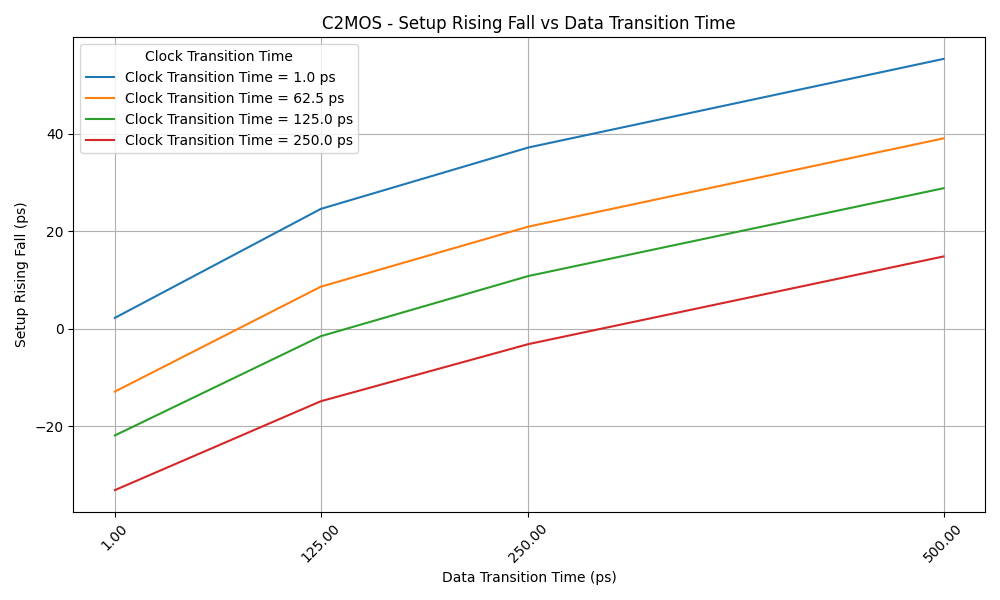 C2MOS - Setup Rising Fall vs Data Transition Time
Clock Transition Time
Clock Transition Time = 1.0 ps
Clock Transition Time = 62.5 ps
Clock Transition Time = 125.0 ps
Clock Transition Time = 250.0 ps
Setup Rising Fall (ps)
40
20
0
−20
1.00
125.00
250.00
500.00
Data Transition Time (ps)